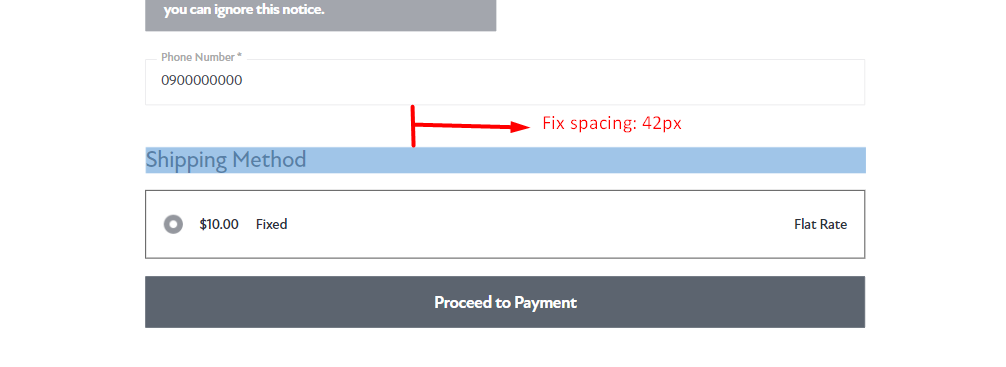 you can ignore this notice.
Phone Number *
0900000000
Fix spacing: 42px
Shipping Method
$10.00 Fixed Flat Rate
Proceed to Payment